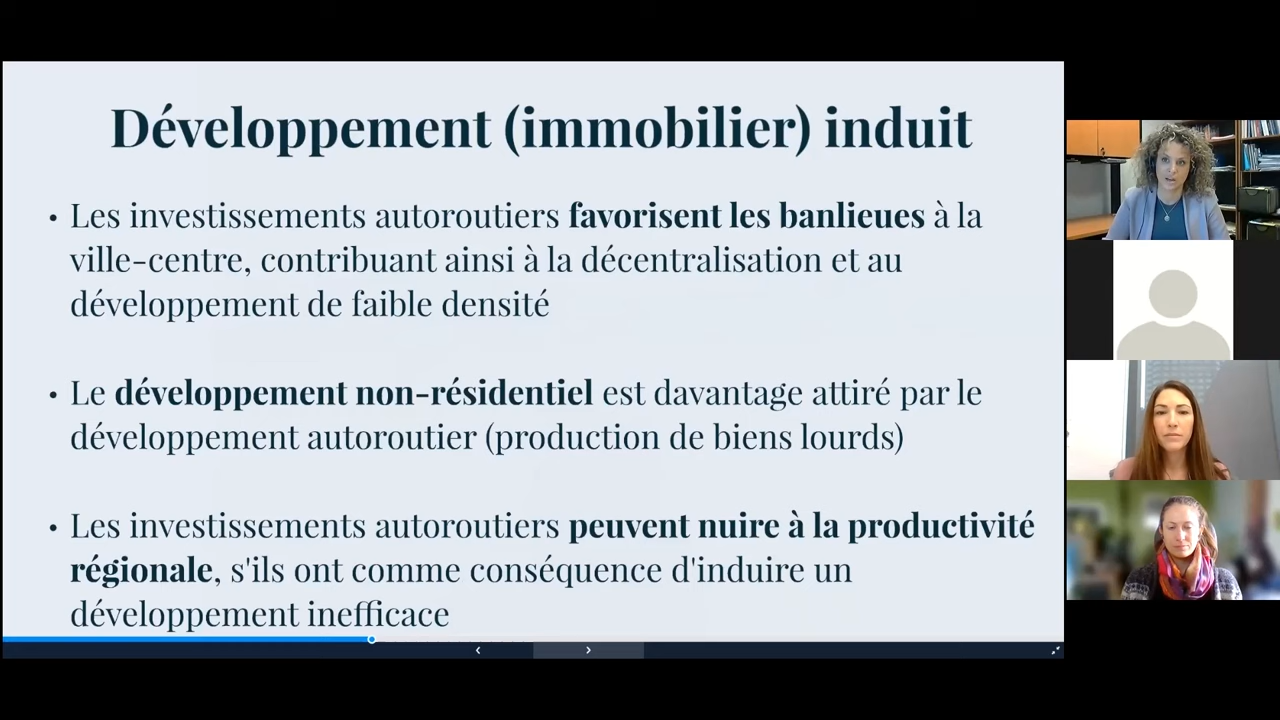 Développement (immobilier) induit
• Les investissements autoroutiers favorisent les banlieues à la
ville-centre, contribuant ainsi à la décentralisation et au
développement de faible densité
• Le développement non-résidentiel est davantage attiré par le
développement autoroutier (production de biens lourds)
• Les investissements autoroutiers peuvent nuire à la productivité
régionale, s'ils ont comme conséquence d'induire un
développement inefficace